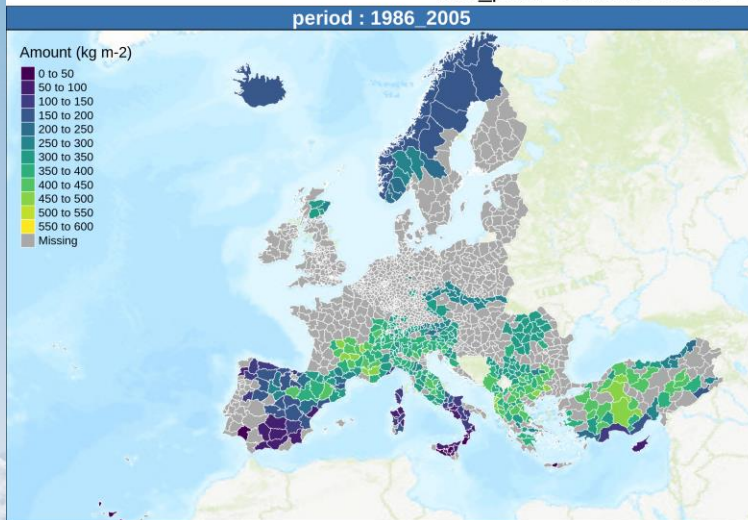 period : 1986_2005
Amount (kg m-2)
0 to 50
50 to 100
100 to 150
150 to 200
200 to 250
250 to 300
300 to 350
350 to 400
400 to 450
450 to 500
500 to 550
550 to 600
Missing